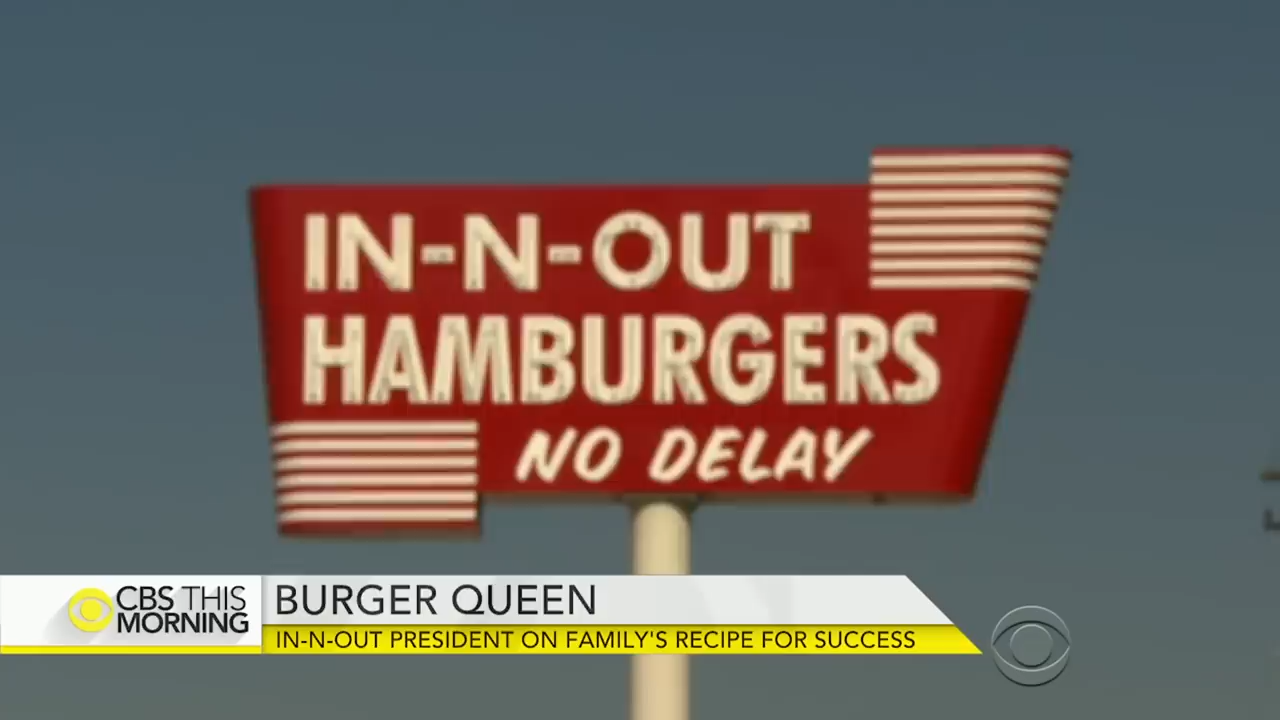 IN-N-OUT
HAMBURGERS
NO DELAY
CBS THIS
MORNING
BURGER QUEEN
IN-N-OUT PRESIDENT ON FAMILY'S RECIPE FOR SUCCESS